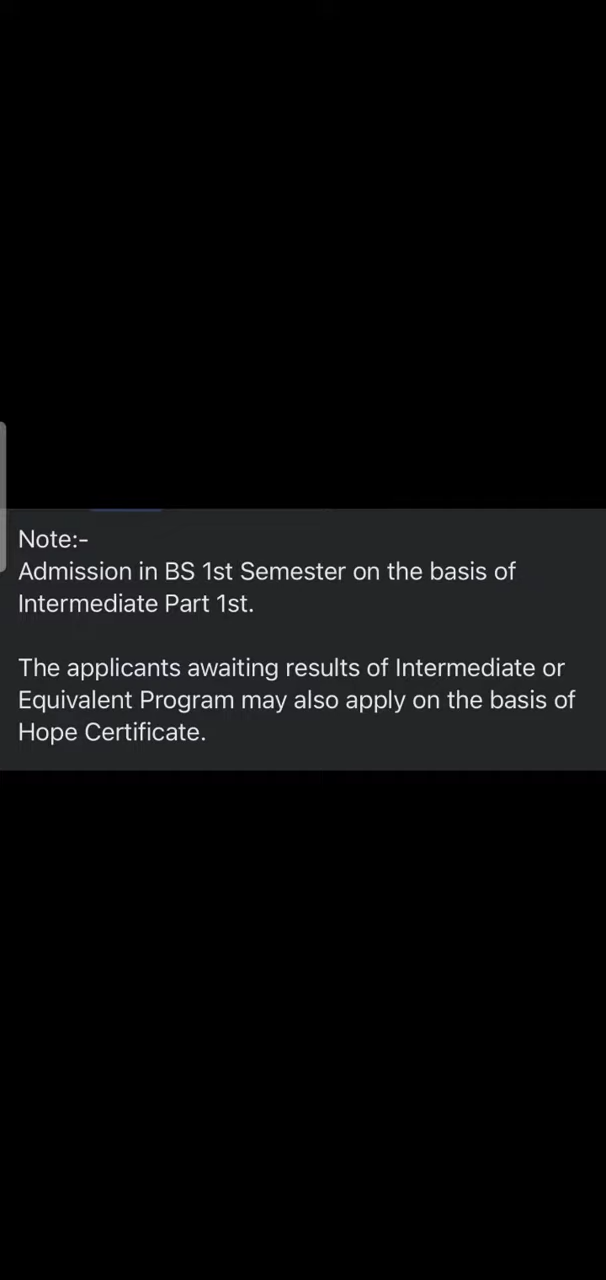 Note:-
Admission in BS 1st Semester on the basis of
Intermediate Part 1st.
The applicants awaiting results of Intermediate or
Equivalent Program may also apply on the basis of
Hope Certificate.